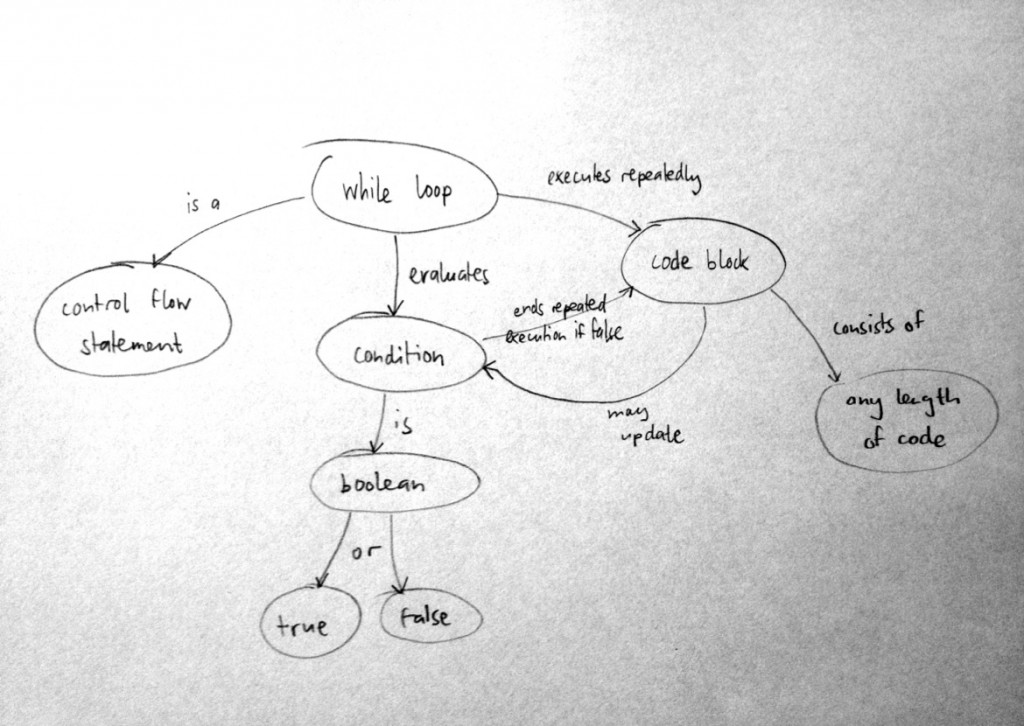 while loop
executes repeatedly
is a
code block
control flow
statement
evaluates
ends repeated
execution if false
consists of
condition
may
update
any length
of code
is
boolean
or
true
false